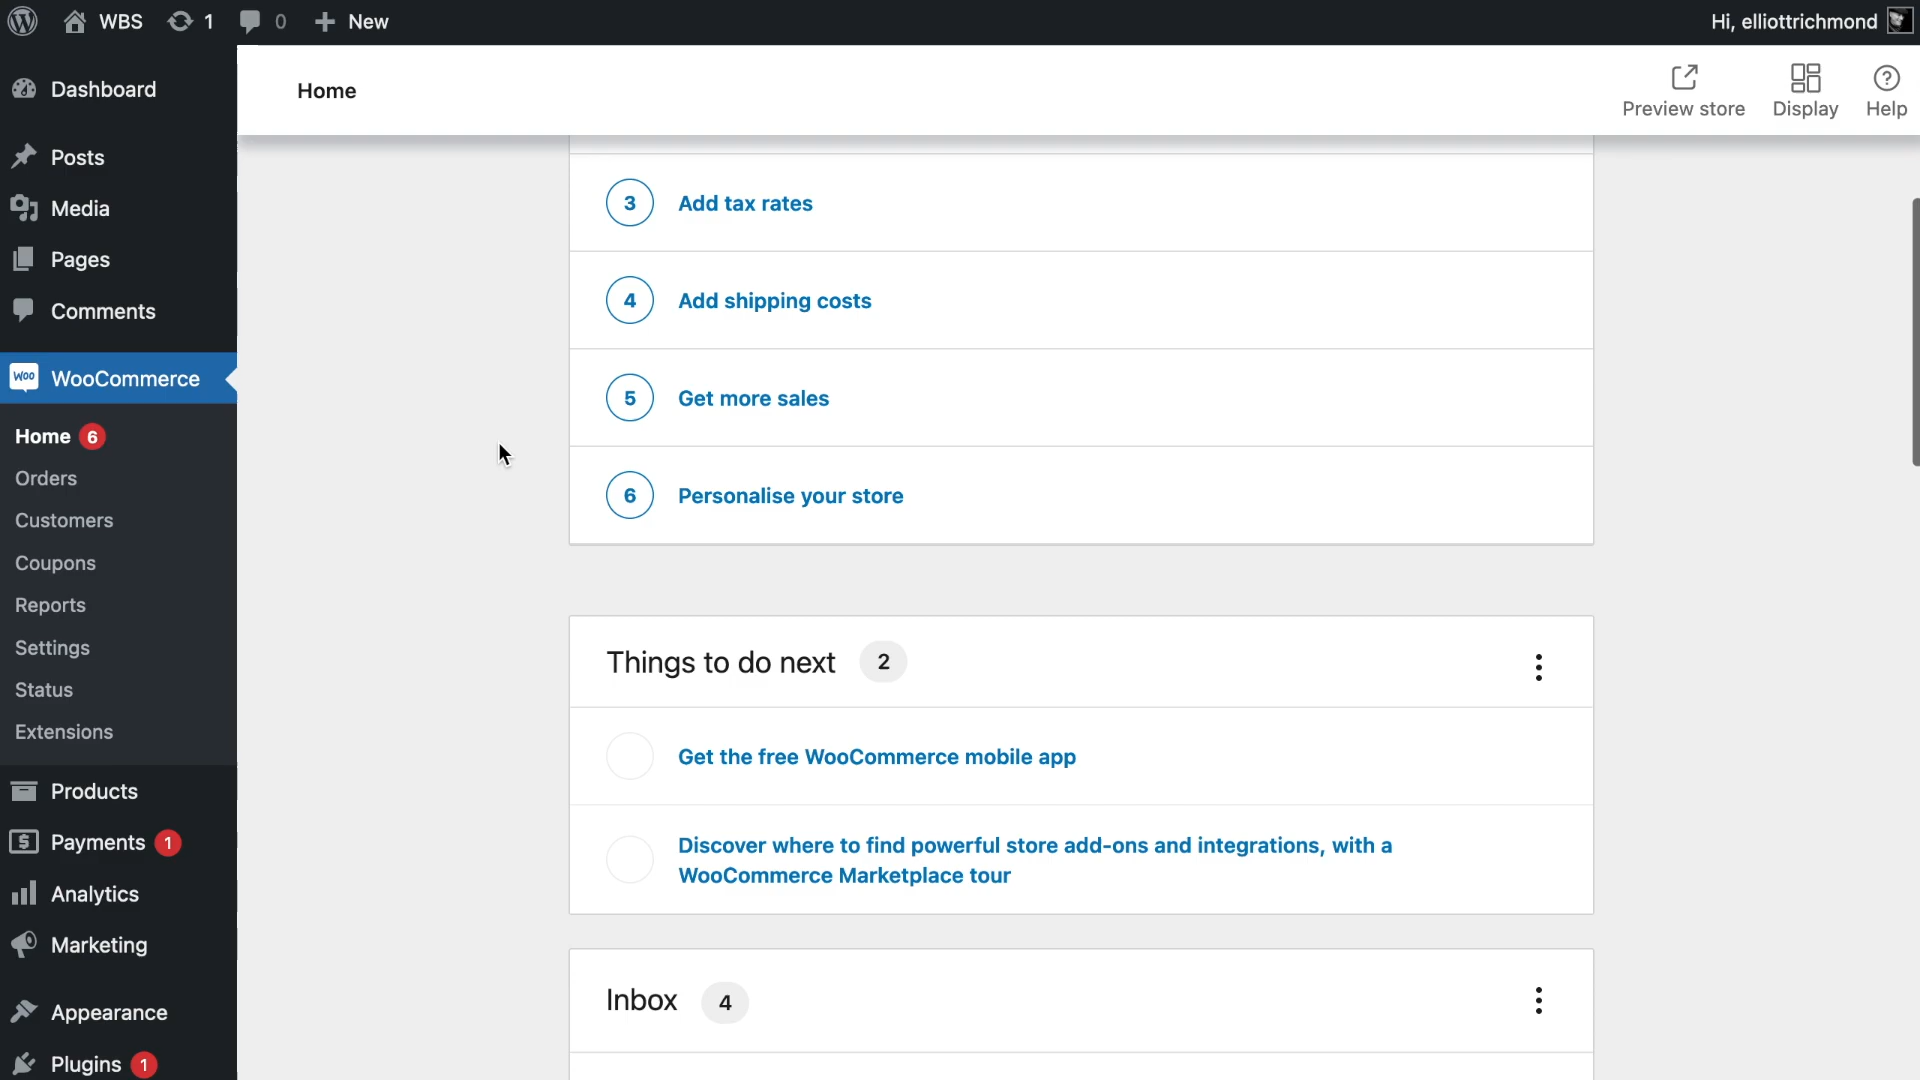 WBS 1 0 New Hi, elliottrichmond
Home
Preview store Display Help
Dashboard
Posts
Media
Pages
Comments
Woo WooCommerce
Home 6
Orders
Customers
Coupons
Reports
Settings
Status
Extensions
Products
Payments 1
Analytics
Marketing
Appearance
Plugins 1
3 Add tax rates
4 Add shipping costs
5 Get more sales
6 Personalise your store
Things to do next 2
Get the free WooCommerce mobile app
Discover where to find powerful store add-ons and integrations, with a
WooCommerce Marketplace tour
Inbox 4